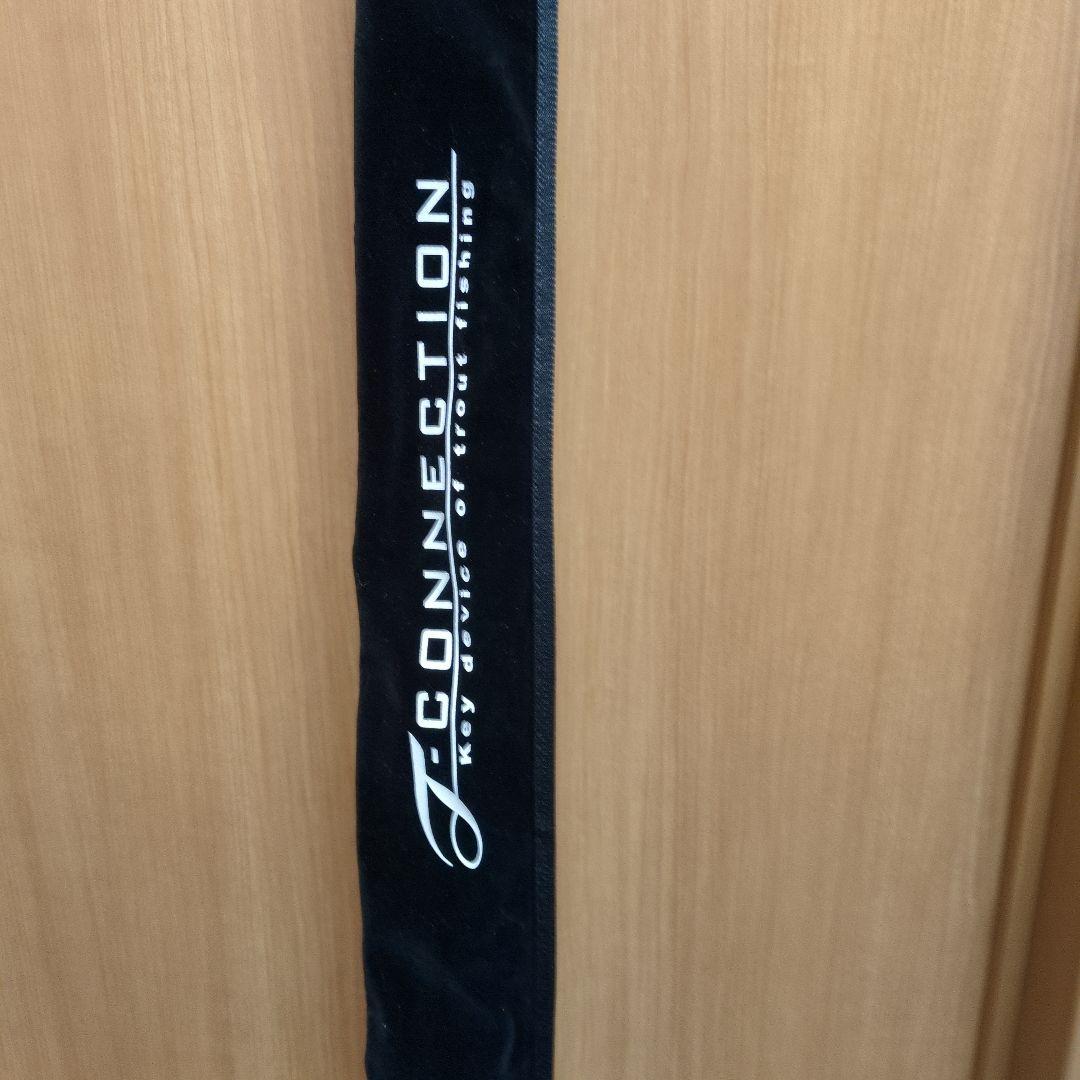 T-CONNECTION
Key device of trout fishing